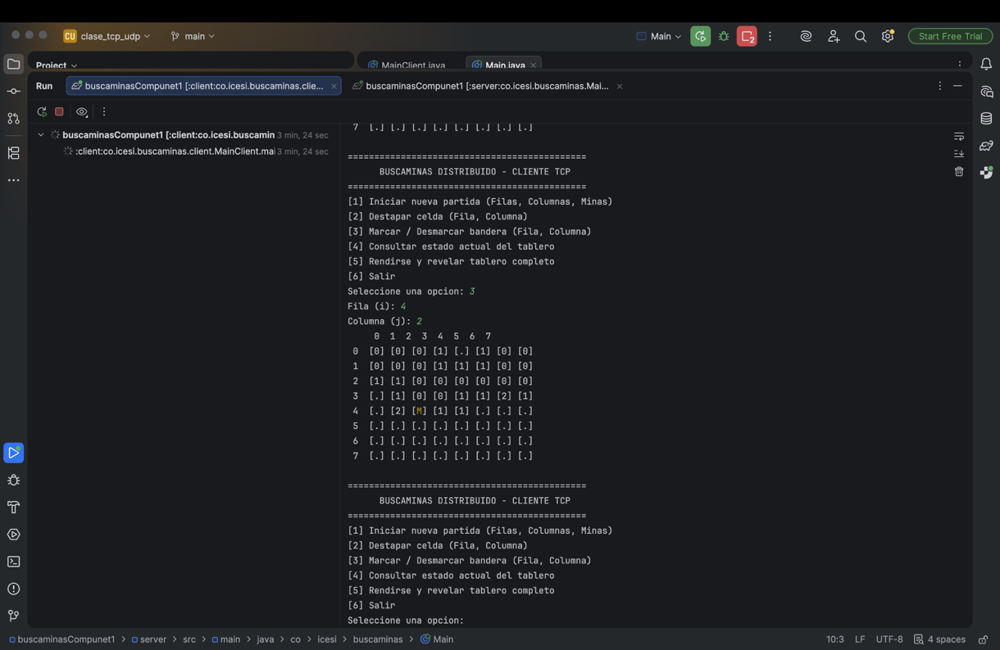 CU clase_tcp_udp main Main 2 Start Free Trial
Project MainClient.java Main.java
Run buscaminasCompunet1 [:client:co.icesi.buscaminas.clie... buscaminasCompunet1 [:server:co.icesi.buscaminas.Mai...
buscaminasCompunet1 [:client:co.icesi.buscamin 3 min, 24 sec
:client:co.icesi.buscaminas.client.MainClient.mai 3 min, 24 sec
7 [.] [.] [.] [.] [.] [.] [.] [.]
=============================================
BUSCAMINAS DISTRIBUIDO - CLIENTE TCP
=============================================
[1] Iniciar nueva partida (Filas, Columnas, Minas)
[2] Destapar celda (Fila, Columna)
[3] Marcar / Desmarcar bandera (Fila, Columna)
[4] Consultar estado actual del tablero
[5] Rendirse y revelar tablero completo
[6] Salir
Seleccione una opcion: 3
Fila (i): 4
Columna (j): 2
0 1 2 3 4 5 6 7
0 [0] [0] [0] [1] [.] [1] [0] [0]
1 [0] [0] [0] [1] [1] [1] [0] [0]
2 [1] [1] [0] [0] [0] [0] [0] [0]
3 [.] [1] [0] [0] [1] [1] [2] [1]
4 [.] [2] [M] [1] [1] [.] [.] [.]
5 [.] [.] [.] [.] [.] [.] [.] [.]
6 [.] [.] [.] [.] [.] [.] [.] [.]
7 [.] [.] [.] [.] [.] [.] [.] [.]
=============================================
BUSCAMINAS DISTRIBUIDO - CLIENTE TCP
=============================================
[1] Iniciar nueva partida (Filas, Columnas, Minas)
[2] Destapar celda (Fila, Columna)
[3] Marcar / Desmarcar bandera (Fila, Columna)
[4] Consultar estado actual del tablero
[5] Rendirse y revelar tablero completo
[6] Salir
Seleccione una opcion:
buscaminasCompunet1 > server > src > main > java > co > icesi > buscaminas > Main 10:3 LF UTF-8 4 spaces